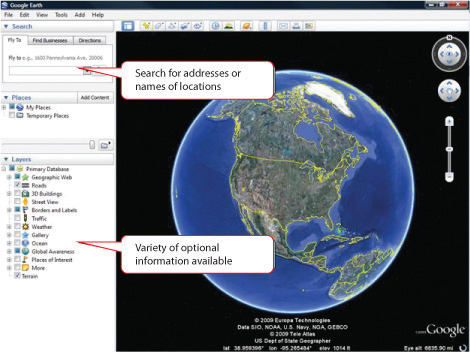 Google Earth
File Edit View Tools Add Help
Search
Fly To Find Businesses Directions
Fly to e.g., 1600 Pennsylvania Ave, 20006
Search for addresses or
names of locations
Places Add Content
My Places
Temporary Places
Layers
Primary Database
Geographic Web
Roads
3D Buildings
Street View
Borders and Labels
Traffic
Weather
Gallery
Ocean
Global Awareness
Places of Interest
More
Terrain
Variety of optional
information available
N
© 2009 Europa Technologies
Data SIO, NOAA, U.S. Navy, NGA, GEBCO
© 2009 Tele Atlas
US Dept of State Geographer
©2009 Google
lat 38.959396° lon -95.265484° elev 1014 ft Eye alt 6835.90 mi